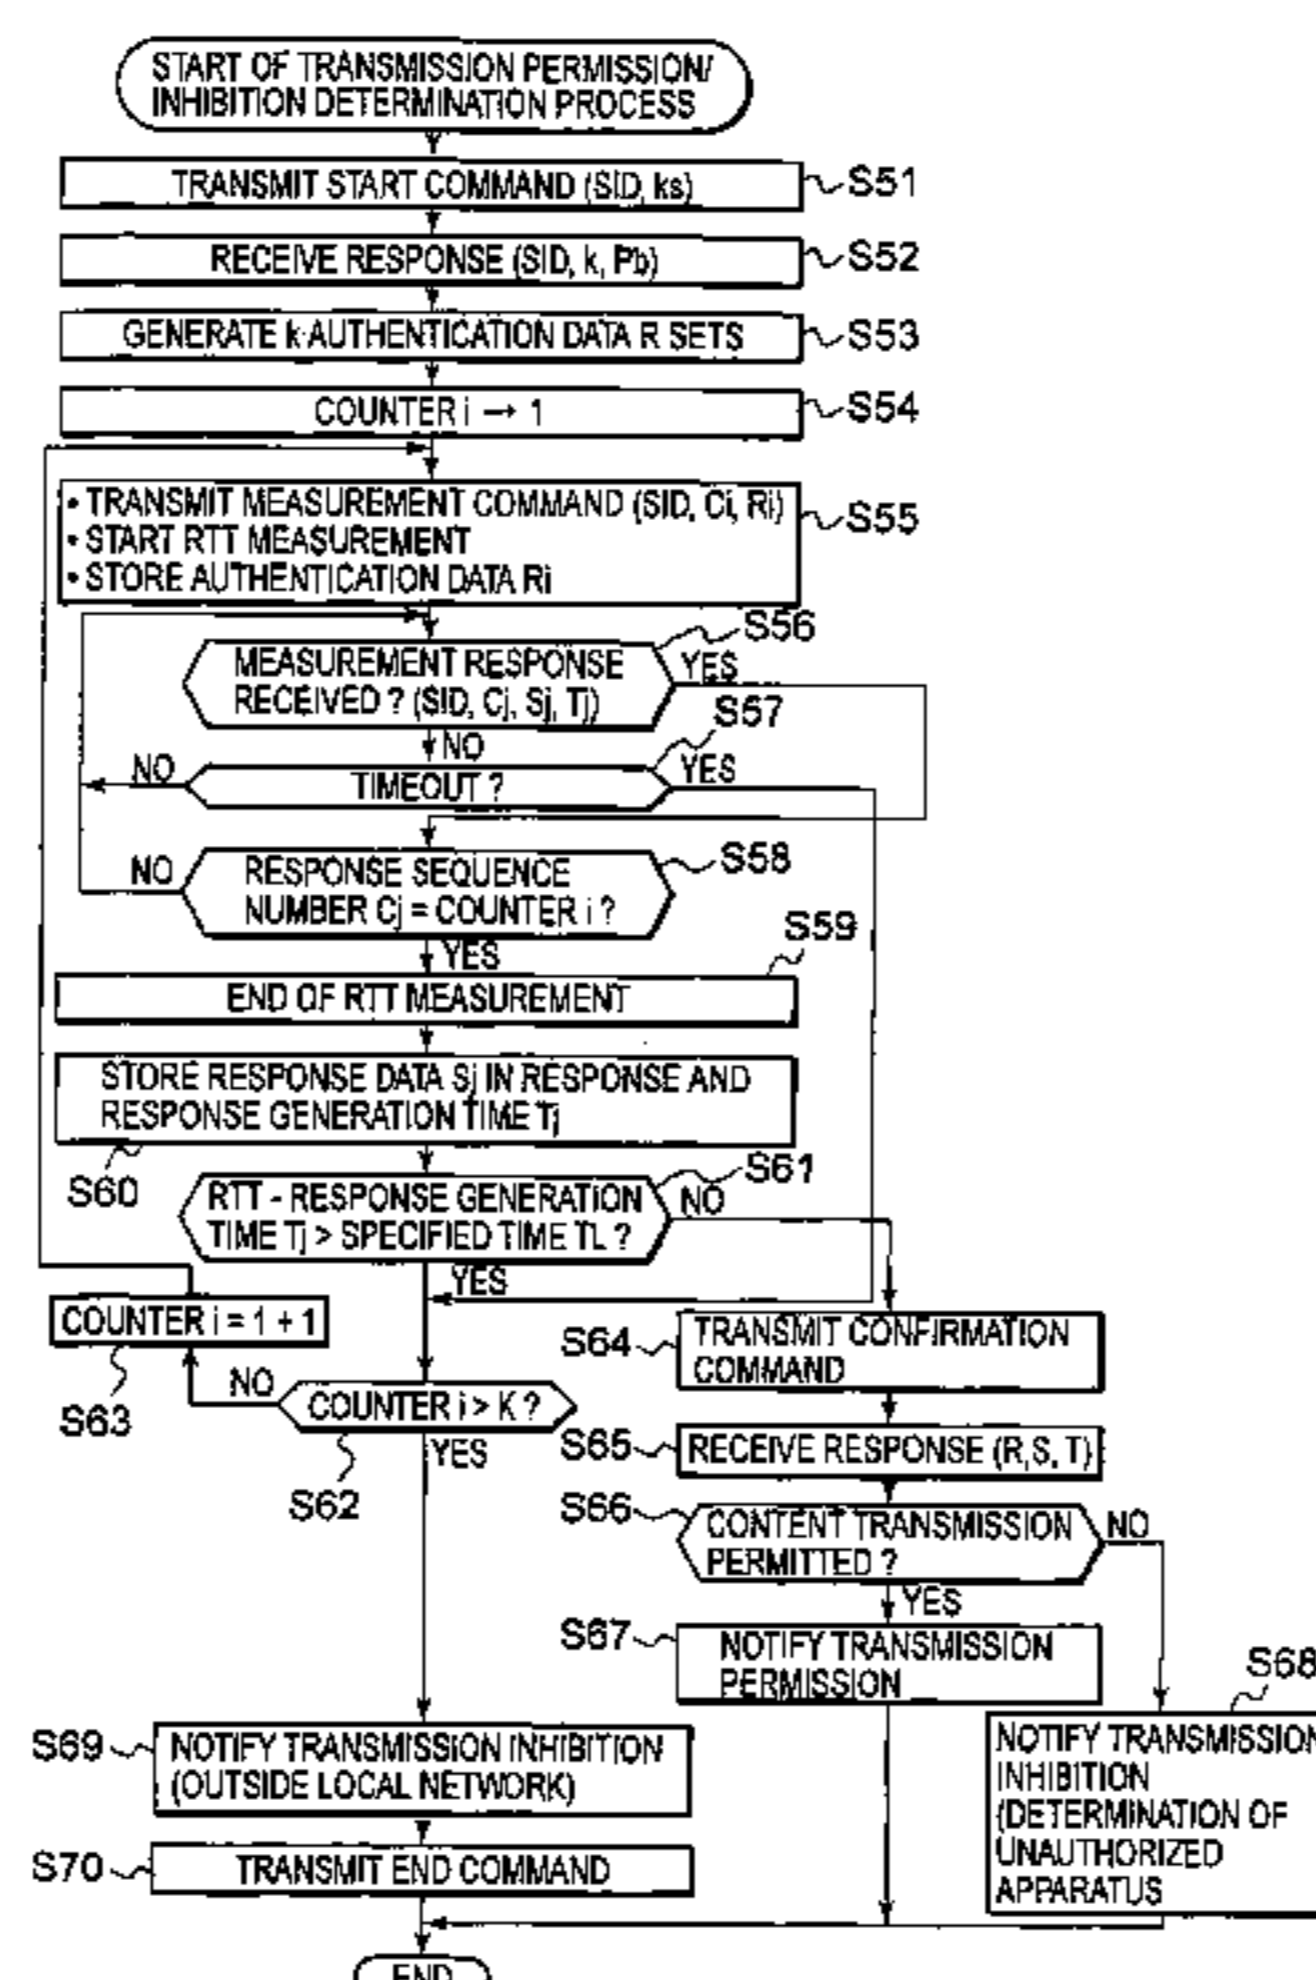 START OF TRANSMISSION PERMISSION/
INHIBITION DETERMINATION PROCESS
TRANSMIT START COMMAND (SID, ks)
S51
RECEIVE RESPONSE (SID, k, Pb)
S52
GENERATE k AUTHENTICATION DATA R SETS
S53
COUNTER i → 1
S54
• TRANSMIT MEASUREMENT COMMAND (SID, Ci, Ri)
• START RTT MEASUREMENT
• STORE AUTHENTICATION DATA Ri
S55
S56
MEASUREMENT RESPONSE
RECEIVED ? (SID, Cj, Sj, Tj)
YES
S57
NO
NO
TIMEOUT ?
YES
S58
NO
RESPONSE SEQUENCE
NUMBER Cj = COUNTER i ?
S59
YES
END OF RTT MEASUREMENT
STORE RESPONSE DATA Sj IN RESPONSE AND
RESPONSE GENERATION TIME Tj
S60
S61
RTT - RESPONSE GENERATION
TIME Tj > SPECIFIED TIME TL ?
NO
YES
COUNTER i = 1 + 1
S63
NO
COUNTER i > K ?
S62
YES
S64
TRANSMIT CONFIRMATION
COMMAND
S65
RECEIVE RESPONSE (R,S, T)
S66
CONTENT TRANSMISSION
PERMITTED ?
NO
YES
S67
NOTIFY TRANSMISSION
PERMISSION
S68
NOTIFY TRANSMISSION
INHIBITION
(DETERMINATION OF
UNAUTHORIZED
APPARATUS
S69
NOTIFY TRANSMISSION INHIBITION
(OUTSIDE LOCAL NETWORK)
S70
TRANSMIT END COMMAND
END